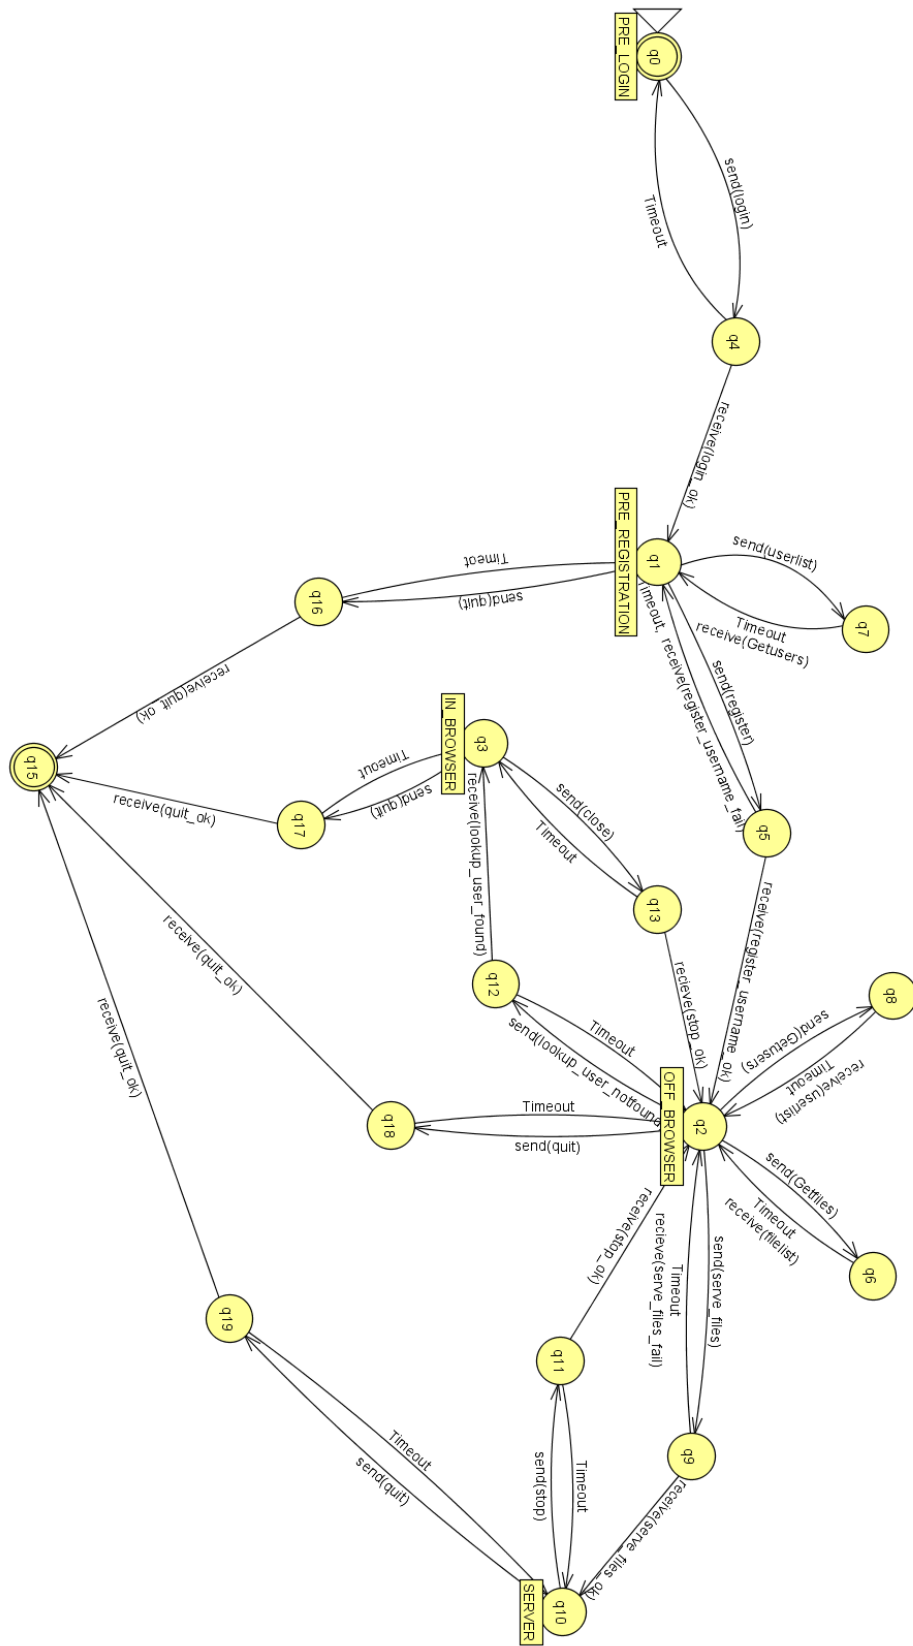 q0
PRE_LOGIN
send(login)
Timeout
q4
receive(login_ok)
PRE_REGISTRATION
q1
send(userlist)
Timeout
receive(Getusers)
q7
Timeat
send(quit)
q16
receive(quit_ok)
imeout, receive(register_username_fail)
send(register)
q5
receive(register_username_ok)
IN_BROWSER
q3
Timeout
send(quit)
q17
receive(quit_ok)
q15
send(close)
Timeout
q13
recieve(stop_ok)
receive(lookup_user_found)
q12
Timeout
send(lookup_user_notfound
q8
send(Getusers)
Timeout
receive(userlist)
OFF_BROWSER
q2
Timeout
send(quit)
q18
receive(quit_ok)
send(Getfiles)
Timeout
receive(filelist)
q6
send(serve_files)
Timeout
recieve(serve_files_fail)
q9
receive(serve_files_ok)
receive(stop_ok)
q11
Timeout
send(stop)
q19
receive(quit_ok)
Timeout
send(quit)
SERVER
q10